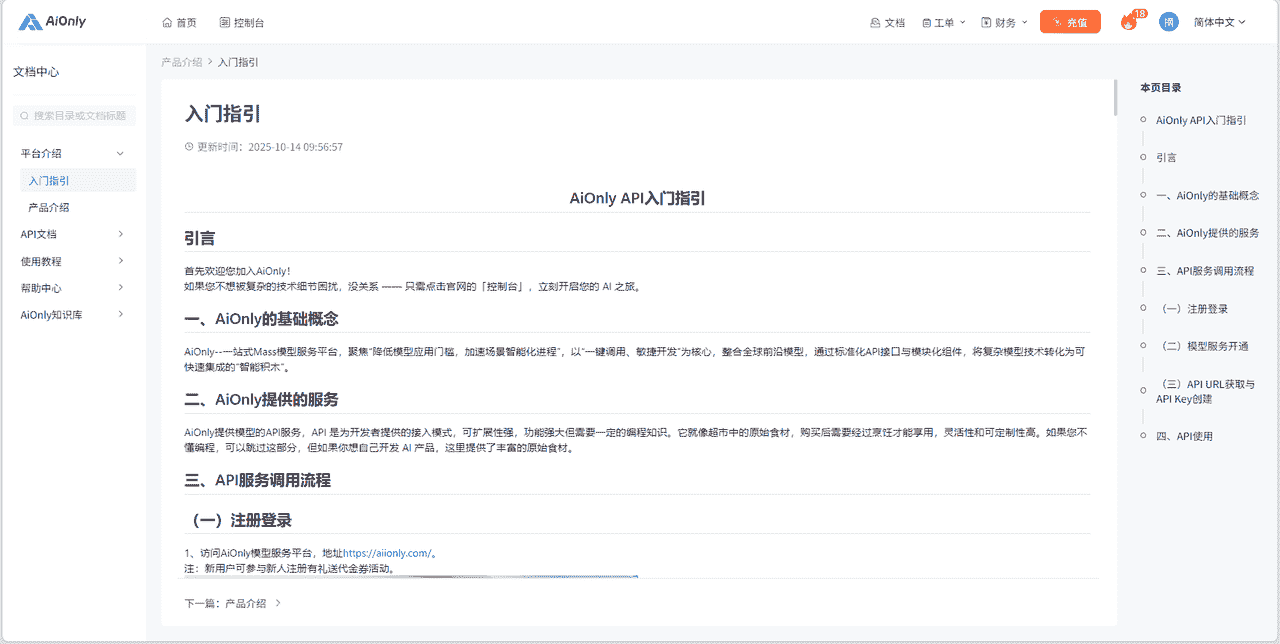 AiOnly
首页
控制台
文档
工单
财务
充值
18
简体中文
文档中心
搜索目录或文档标题
平台介绍
入门指引
产品介绍
API文档
使用教程
帮助中心
AiOnly知识库
产品介绍 > 入门指引
入门指引
更新时间：2025-10-14 09:56:57
AiOnly API入门指引
引言
首先欢迎您加入AiOnly！
如果您不想被复杂的技术细节困扰，没关系 —— 只需点击官网的「控制台」，立刻开启您的 AI 之旅。
一、AiOnly的基础概念
AiOnly--一站式Mass模型服务平台，聚焦“降低模型应用门槛，加速场景智能化进程”，以“一键调用、敏捷开发”为核心，整合全球前沿模型，通过标准化API接口与模块化组件，将复杂模型技术转化为可
快速集成的“智能积木”。
二、AiOnly提供的服务
AiOnly提供模型的API服务，API 是为开发者提供的接入模式，可扩展性强，功能强大但需要一定的编程知识。它就像超市中的原始食材，购买后需要经过烹饪才能享用，灵活性和可定制性高。如果您不
懂编程，可以跳过这部分，但如果你想自己开发 AI 产品，这里提供了丰富的原始食材。
三、API服务调用流程
（一）注册登录
1、访问AiOnly模型服务平台，地址https://aiionly.com/。
注：新用户可参与新人注册有礼送代金券活动。
下一篇：产品介绍 >
本页目录
AiOnly API入门指引
引言
一、AiOnly的基础概念
二、AiOnly提供的服务
三、API服务调用流程
（一）注册登录
（二）模型服务开通
（三）API URL获取与
API Key创建
四、API使用